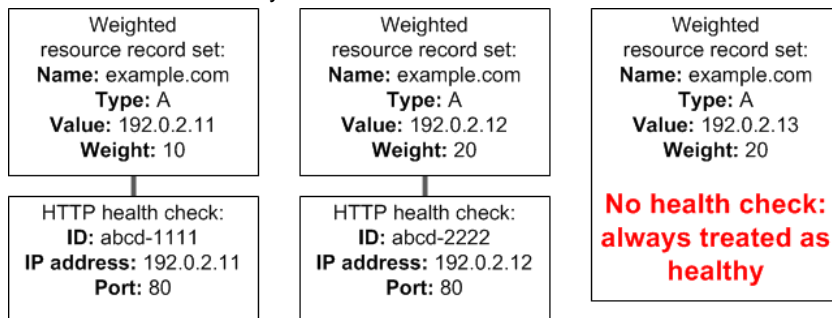 Weighted
resource record set:
Name: example.com
Type: A
Value: 192.0.2.11
Weight: 10
HTTP health check:
ID: abcd-1111
IP address: 192.0.2.11
Port: 80
Weighted
resource record set:
Name: example.com
Type: A
Value: 192.0.2.12
Weight: 20
HTTP health check:
ID: abcd-2222
IP address: 192.0.2.12
Port: 80
Weighted
resource record set:
Name: example.com
Type: A
Value: 192.0.2.13
Weight: 20
No health check:
always treated as
healthy